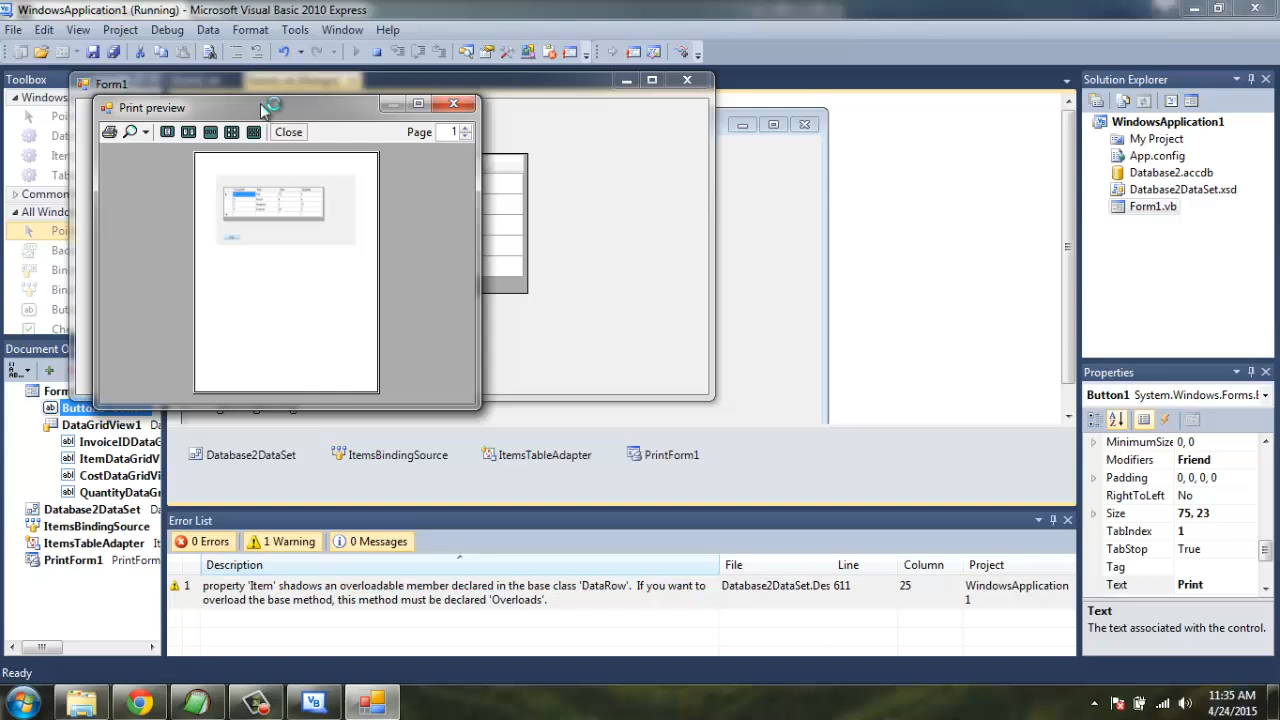 WindowsApplication1 (Running) - Microsoft Visual Basic 2010 Express
File Edit View Project Build Debug Data Format Tools Window Help
Toolbox
Form1
Solution Explorer
Print preview
Close
Page 1
WindowsApplication1
My Project
App.config
Database2.accdb
Database2DataSet.xsd
Form1.vb
Windows
Common
All Windo
Document O
Form
Button
DataGridView1
InvoiceIDDataG
ItemDataGridV
CostDataGridVi
QuantityDataGr
Database2DataSet Da
ItemsBindingSource
ItemsTableAdapter
PrintForm1 PrintForm
Database2DataSet
ItemsBindingSource
ItemsTableAdapter
PrintForm1
Error List
0 Errors
1 Warning
0 Messages
Description
File
Line
Column
Project
1
property 'Item' shadows an overloadable member declared in the base class 'DataRow'. If you want to
overload the base method, this method must be declared 'Overloads'.
Database2DataSet.Des
611
25
WindowsApplication
1
Properties
Button1 System.Windows.Forms.E
MinimumSize 0, 0
Modifiers Friend
Padding 0, 0, 0, 0
RightToLeft No
Size 75, 23
TabIndex 1
TabStop True
Tag
Text Print
Text
The text associated with the control.
Ready
11:35 AM
4/24/2015